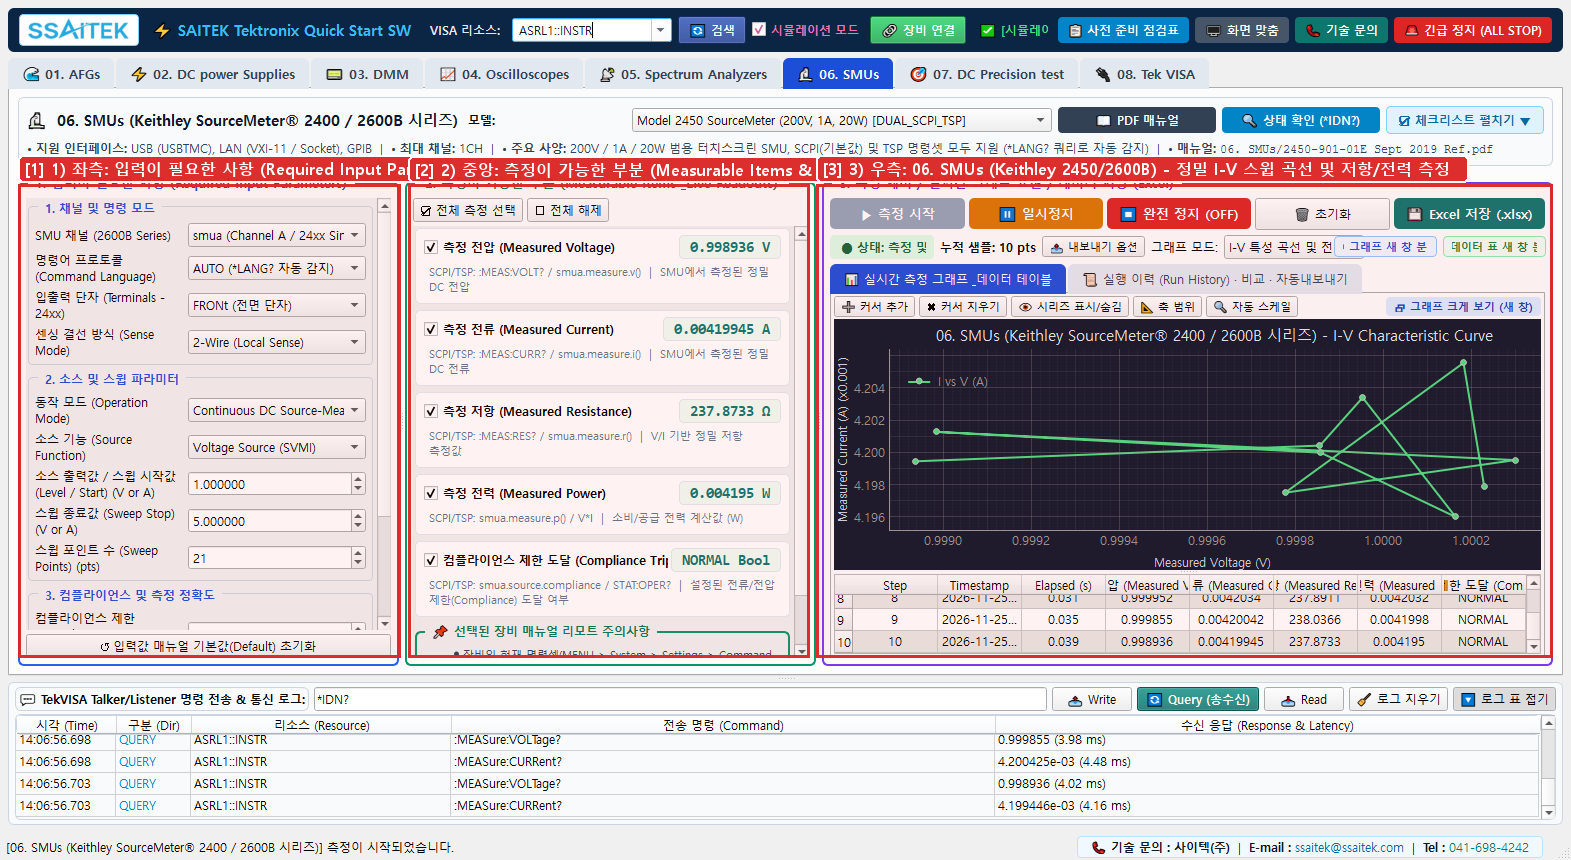 SSAITEK
⚡ SAITEK Tektronix Quick Start SW
VISA 리소스: ASRL1::INSTR
검색
시뮬레이션 모드
장비 연결
[시뮬레이
사전 준비 점검표
화면 맞춤
기술 문의
긴급 정지 (ALL STOP)
01. AFGs
02. DC power Supplies
03. DMM
04. Oscilloscopes
05. Spectrum Analyzers
06. SMUs
07. DC Precision test
08. Tek VISA
06. SMUs (Keithley SourceMeter® 2400 / 2600B 시리즈)
모델: Model 2450 SourceMeter (200V, 1A, 20W) [DUAL_SCPI_TSP]
PDF 매뉴얼
상태 확인 (*IDN?)
체크리스트 펼치기 ▼
• 지원 인터페이스: USB (USBTMC), LAN (VXI-11 / Socket), GPIB | • 최대 채널: 1CH | • 주요 사양: 200V / 1A / 20W 범용 터치스크린 SMU, SCPI(기본값) 및 TSP 명령셋 모두 지원 (*LANG? 쿼리로 자동 감지) | • 매뉴얼: 06. SMUs/2450-901-01E Sept 2019 Ref.pdf
[1] 1) 좌측: 입력이 필요한 사항 (Required Input Pa
1. 채널 및 명령 모드
SMU 채널 (2600B Series)
smua (Channel A / 24xx Sir
명령어 프로토콜 (Command Language)
AUTO (*LANG? 자동 감지)
입출력 단자 (Terminals - 24xx)
FRONt (전면 단자)
센싱 결선 방식 (Sense Mode)
2-Wire (Local Sense)
2. 소스 및 스윕 파라미터
동작 모드 (Operation Mode)
Continuous DC Source-Mea
소스 기능 (Source Function)
Voltage Source (SVMI)
소스 출력값 / 스윕 시작값 (Level / Start) (V or A)
1.000000
스윕 종료값 (Sweep Stop) (V or A)
5.000000
스윕 포인트 수 (Sweep Points) (pts)
21
3. 컴플라이언스 및 측정 정확도
컴플라이언스 제한
↺ 입력값 매뉴얼 기본값(Default) 초기화
[2] 2) 중앙: 측정이 가능한 부분 (Measurable Items &
전체 측정 선택
전체 해제
측정 전압 (Measured Voltage)
0.998936 V
SCPI/TSP: :MEAS:VOLT? / smua.measure.v() | SMU에서 측정된 정밀 DC 전압
측정 전류 (Measured Current)
0.00419945 A
SCPI/TSP: :MEAS:CURR? / smua.measure.i() | SMU에서 측정된 정밀 DC 전류
측정 저항 (Measured Resistance)
237.8733 Ω
SCPI/TSP: :MEAS:RES? / smua.measure.r() | V/I 기반 정밀 저항 측정값
측정 전력 (Measured Power)
0.004195 W
SCPI/TSP: smua.measure.p() / V*I | 소비/공급 전력 계산값 (W)
컴플라이언스 제한 도달 (Compliance Trip
NORMAL Bool
SCPI/TSP: smua.source.compliance / STAT:OPER? | 설정된 전류/전압 제한(Compliance) 도달 여부
선택된 장비 매뉴얼 리모트 주의사항
[3] 3) 우측: 06. SMUs (Keithley 2450/2600B) - 정밀 I-V 스윕 곡선 및 저항/전력 측정
▶ 측정 시작
일시정지
완전 정지 (OFF)
초기화
Excel 저장 (.xlsx)
상태: 측정 및
누적 샘플: 10 pts
내보내기 옵션
그래프 모드: I-V 특성 곡선 및 전
그래프 새 창 분
데이터 표 새 창
실시간 측정 그래프 _데이터 테이블
실행 이력 (Run History) · 비교 · 자동내보내기
커서 추가
커서 지우기
시리즈 표시/숨김
축 범위
자동 스케일
그래프 크게 보기 (새 창)
06. SMUs (Keithley SourceMeter® 2400 / 2600B 시리즈) - I-V Characteristic Curve
I vs V (A)
Measured Current (A) (x0.001)
4.204
4.202
4.200
4.198
4.196
0.9990 0.9992 0.9994 0.9996 0.9998 1.0000 1.0002
Measured Voltage (V)
Step Timestamp Elapsed (s) 압 (Measured V 류 (Measured C (Measured Re 력 (Measured 한 도달 (Com
8 8 2026-11-25... 0.031 0.999952 0.0042034 237.8911 0.0042032 NORMAL
9 9 2026-11-25... 0.035 0.999855 0.00420042 238.0366 0.0041998 NORMAL
10 10 2026-11-25... 0.039 0.998936 0.00419945 237.8733 0.004195 NORMAL
TekVISA Talker/Listener 명령 전송 & 통신 로그: *IDN?
Write
Query (송수신)
Read
로그 지우기
로그 표 접기
시각 (Time) 구분 (Dir) 리소스 (Resource) 전송 명령 (Command) 수신 응답 (Response & Latency)
14:06:56.698 QUERY ASRL1::INSTR :MEASure:VOLTage? 0.999855 (3.98 ms)
14:06:56.698 QUERY ASRL1::INSTR :MEASure:CURRent? 4.200425e-03 (4.48 ms)
14:06:56.703 QUERY ASRL1::INSTR :MEASure:VOLTage? 0.998936 (4.02 ms)
14:06:56.703 QUERY ASRL1::INSTR :MEASure:CURRent? 4.199446e-03 (4.16 ms)
[06. SMUs (Keithley SourceMeter® 2400 / 2600B 시리즈)] 측정이 시작되었습니다.
기술 문의 : 사이텍(주) | E-mail : ssaitek@ssaitek.com | Tel : 041-698-4242